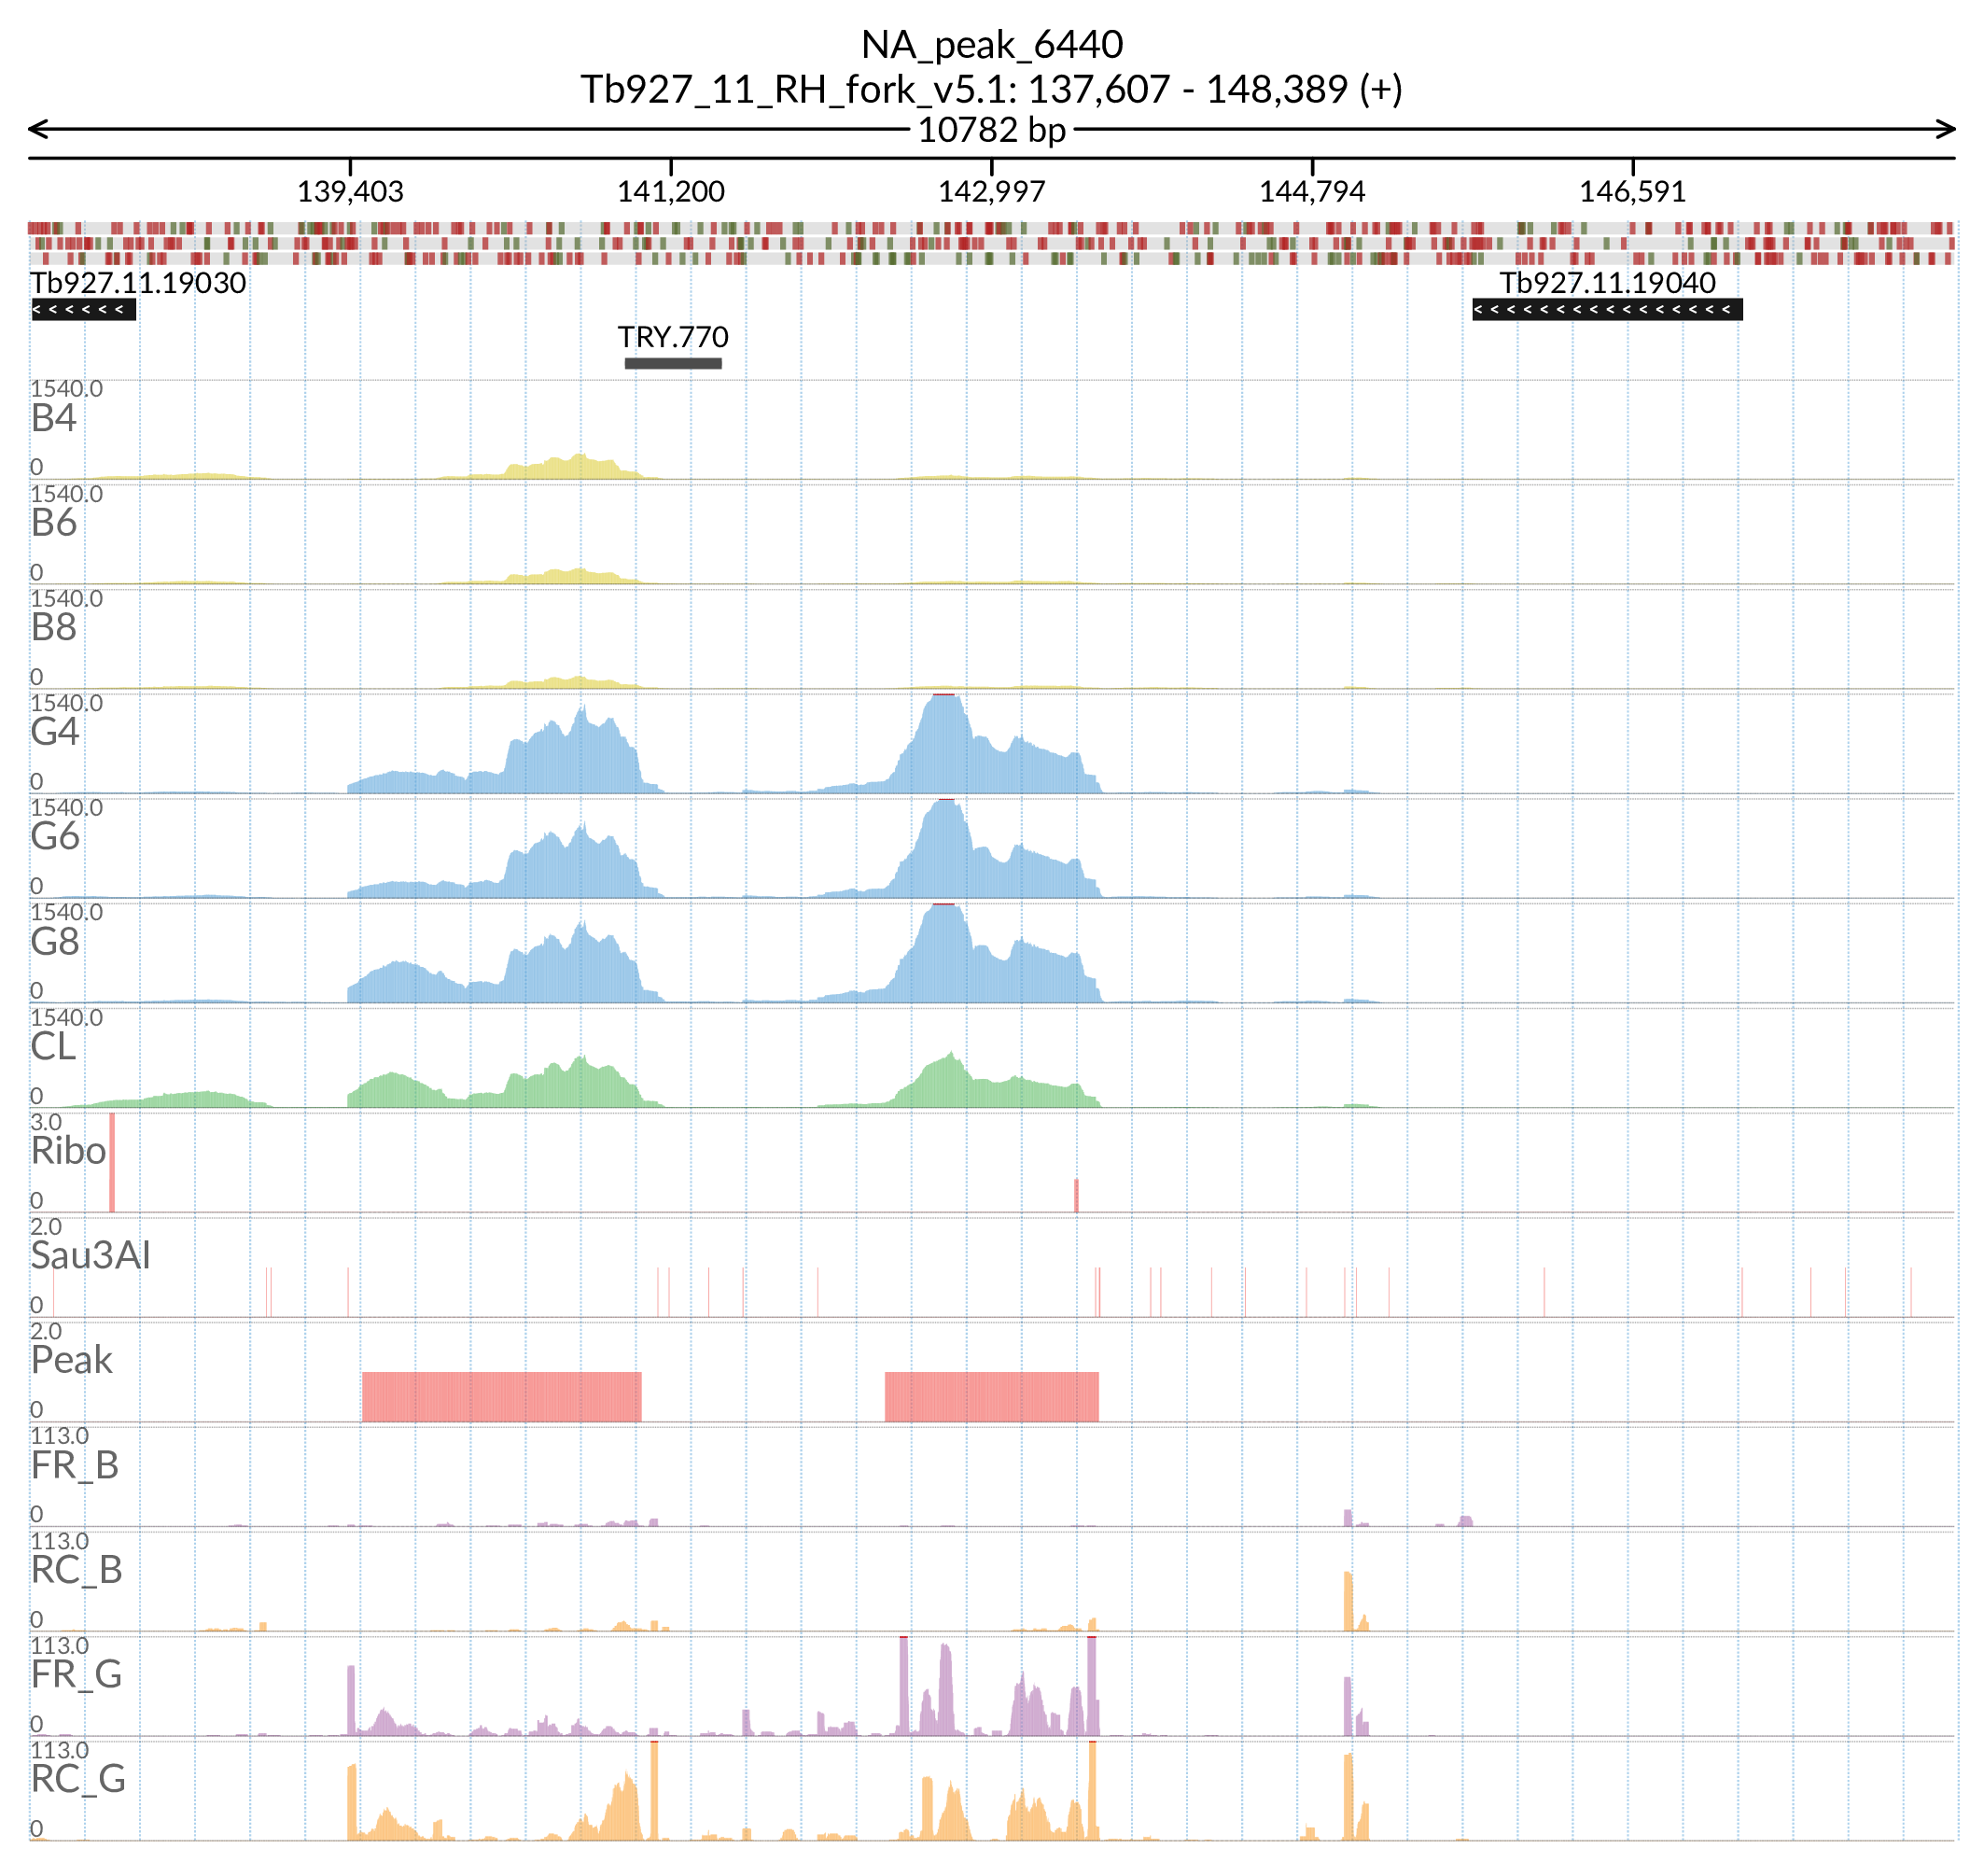 NA_peak_6440
Tb927_11_RH_fork_v5.1: 137,607 - 148,389 (+)
10782 bp
139,403 141,200 142,997 144,794 146,591
Tb927.11.19030 Tb927.11.19040
TRY.770
1540.0
B4
0
1540.0
B6
0
1540.0
B8
0
1540.0
G4
0
1540.0
G6
0
1540.0
G8
0
1540.0
CL
0
3.0
Ribo
0
2.0
Sau3AI
0
2.0
Peak
0
113.0
FR_B
0
113.0
RC_B
0
113.0
FR_G
0
113.0
RC_G
0